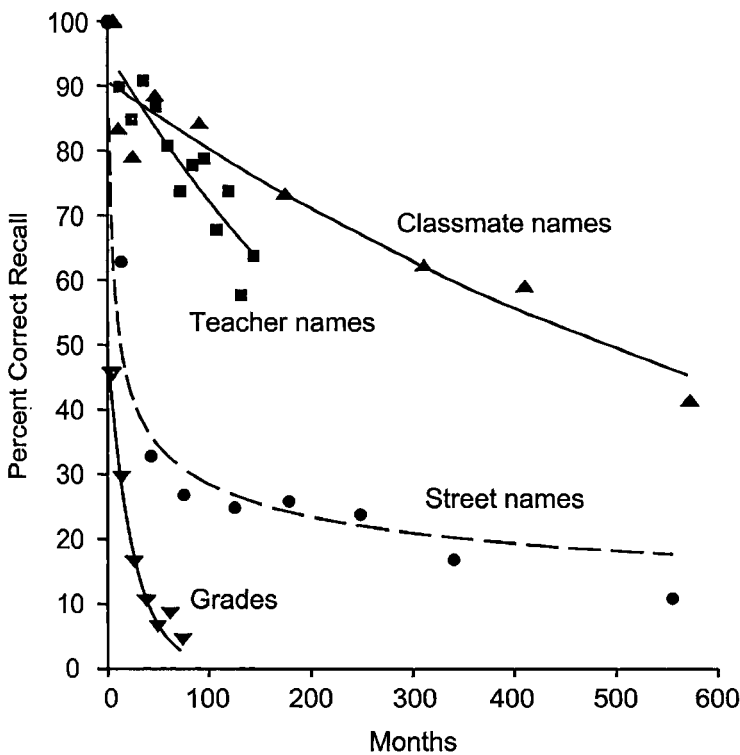 Percent Correct Recall
100
90
80
70
60
50
40
30
20
10
0
Classmate names
Teacher names
Street names
Grades
0 100 200 300 400 500 600
Months